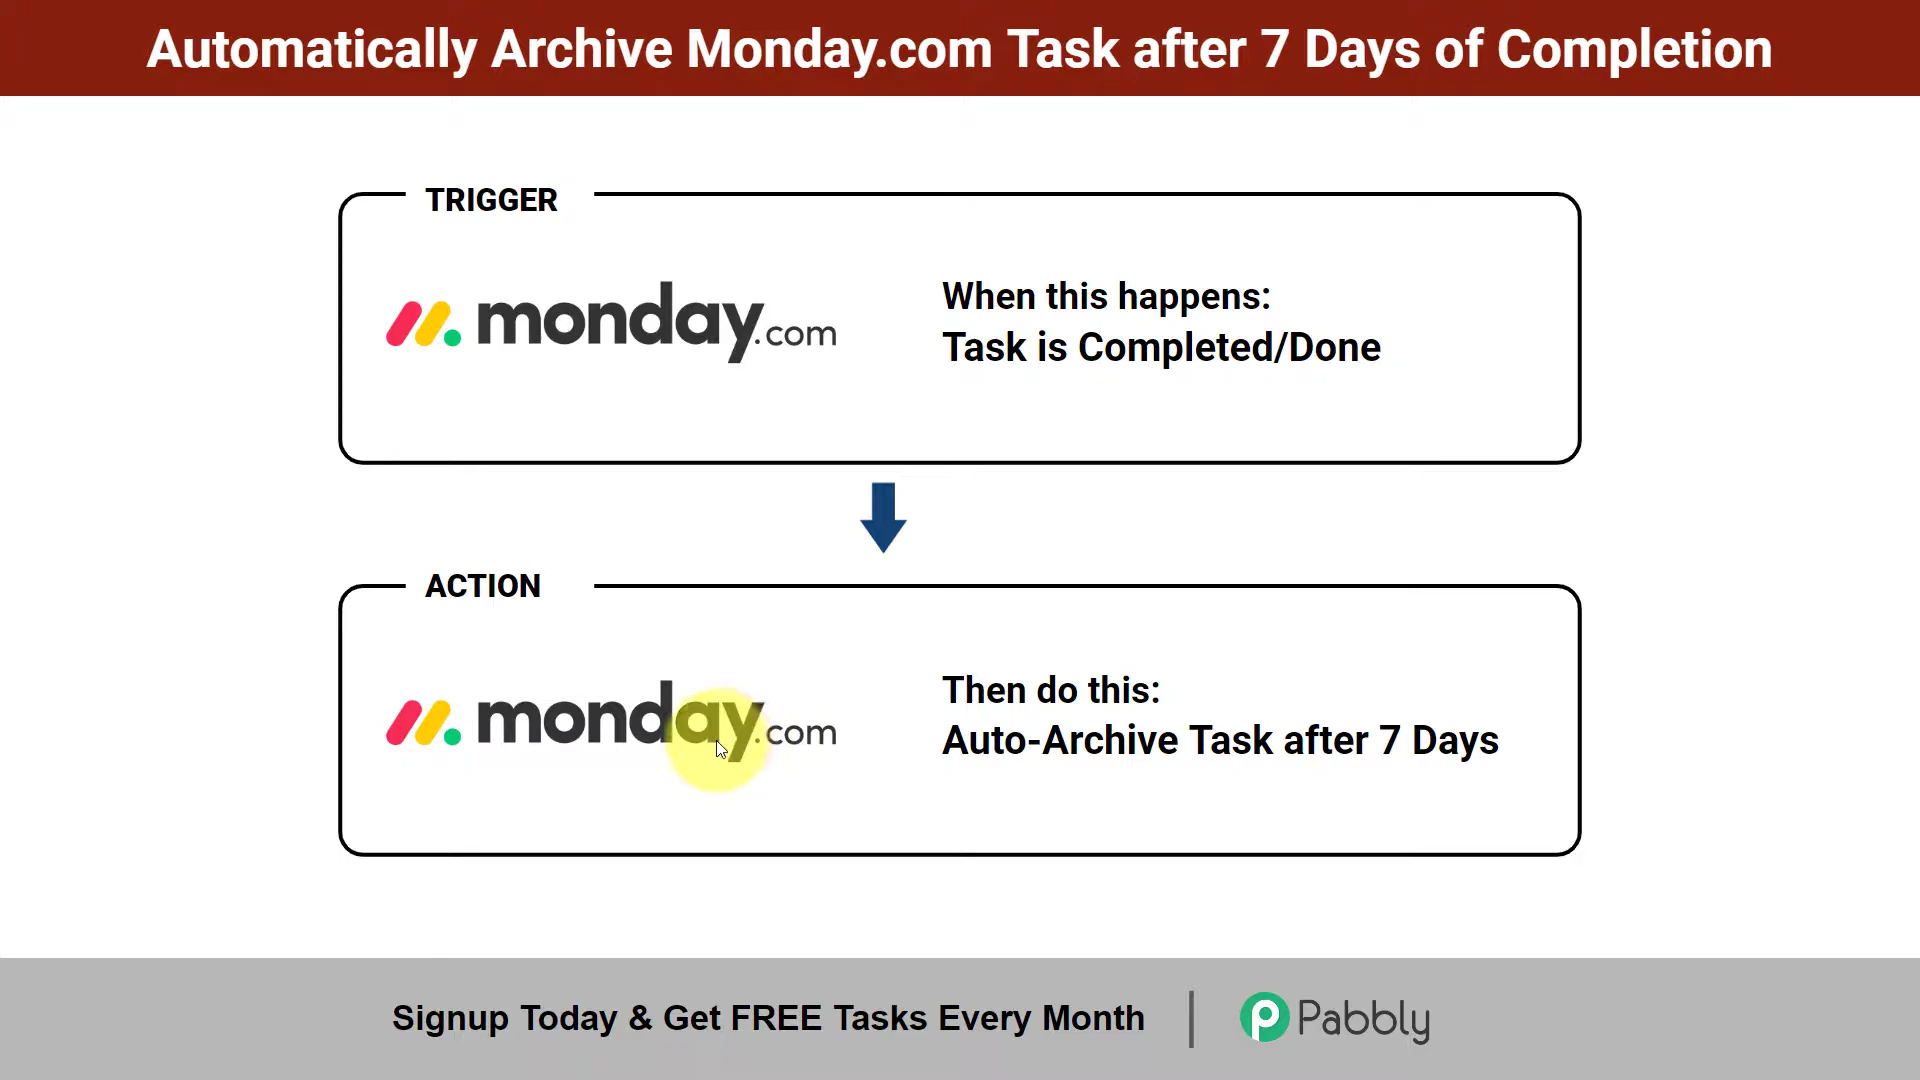 Automatically Archive Monday.com Task after 7 Days of Completion
TRIGGER
monday.com
When this happens:
Task is Completed/Done
ACTION
monday.com
Then do this:
Auto-Archive Task after 7 Days
Signup Today & Get FREE Tasks Every Month
Pabbly